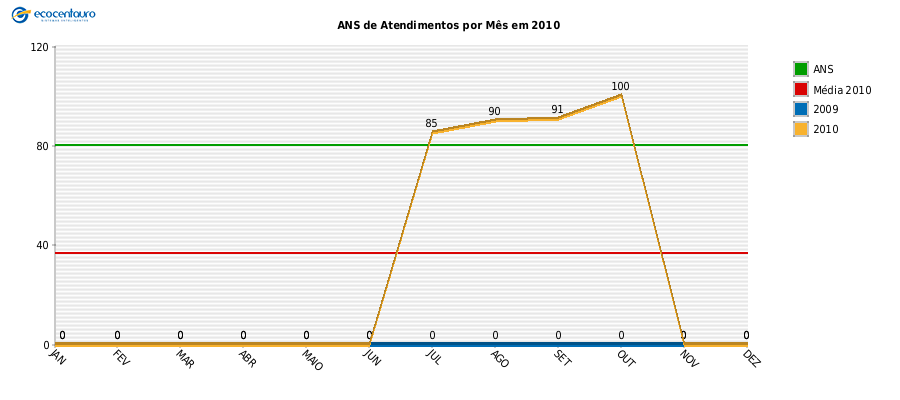 ecocentauro
ANS de Atendimentos por Mês em 2010
120
80
40
0
100
91
90
85
0 0 0 0 0 0 0 0 0 0 0 0
JAN FEV MAR ABR MAIO JUN JUL AGO SET OUT NOV DEZ
ANS
Média 2010
2009
2010